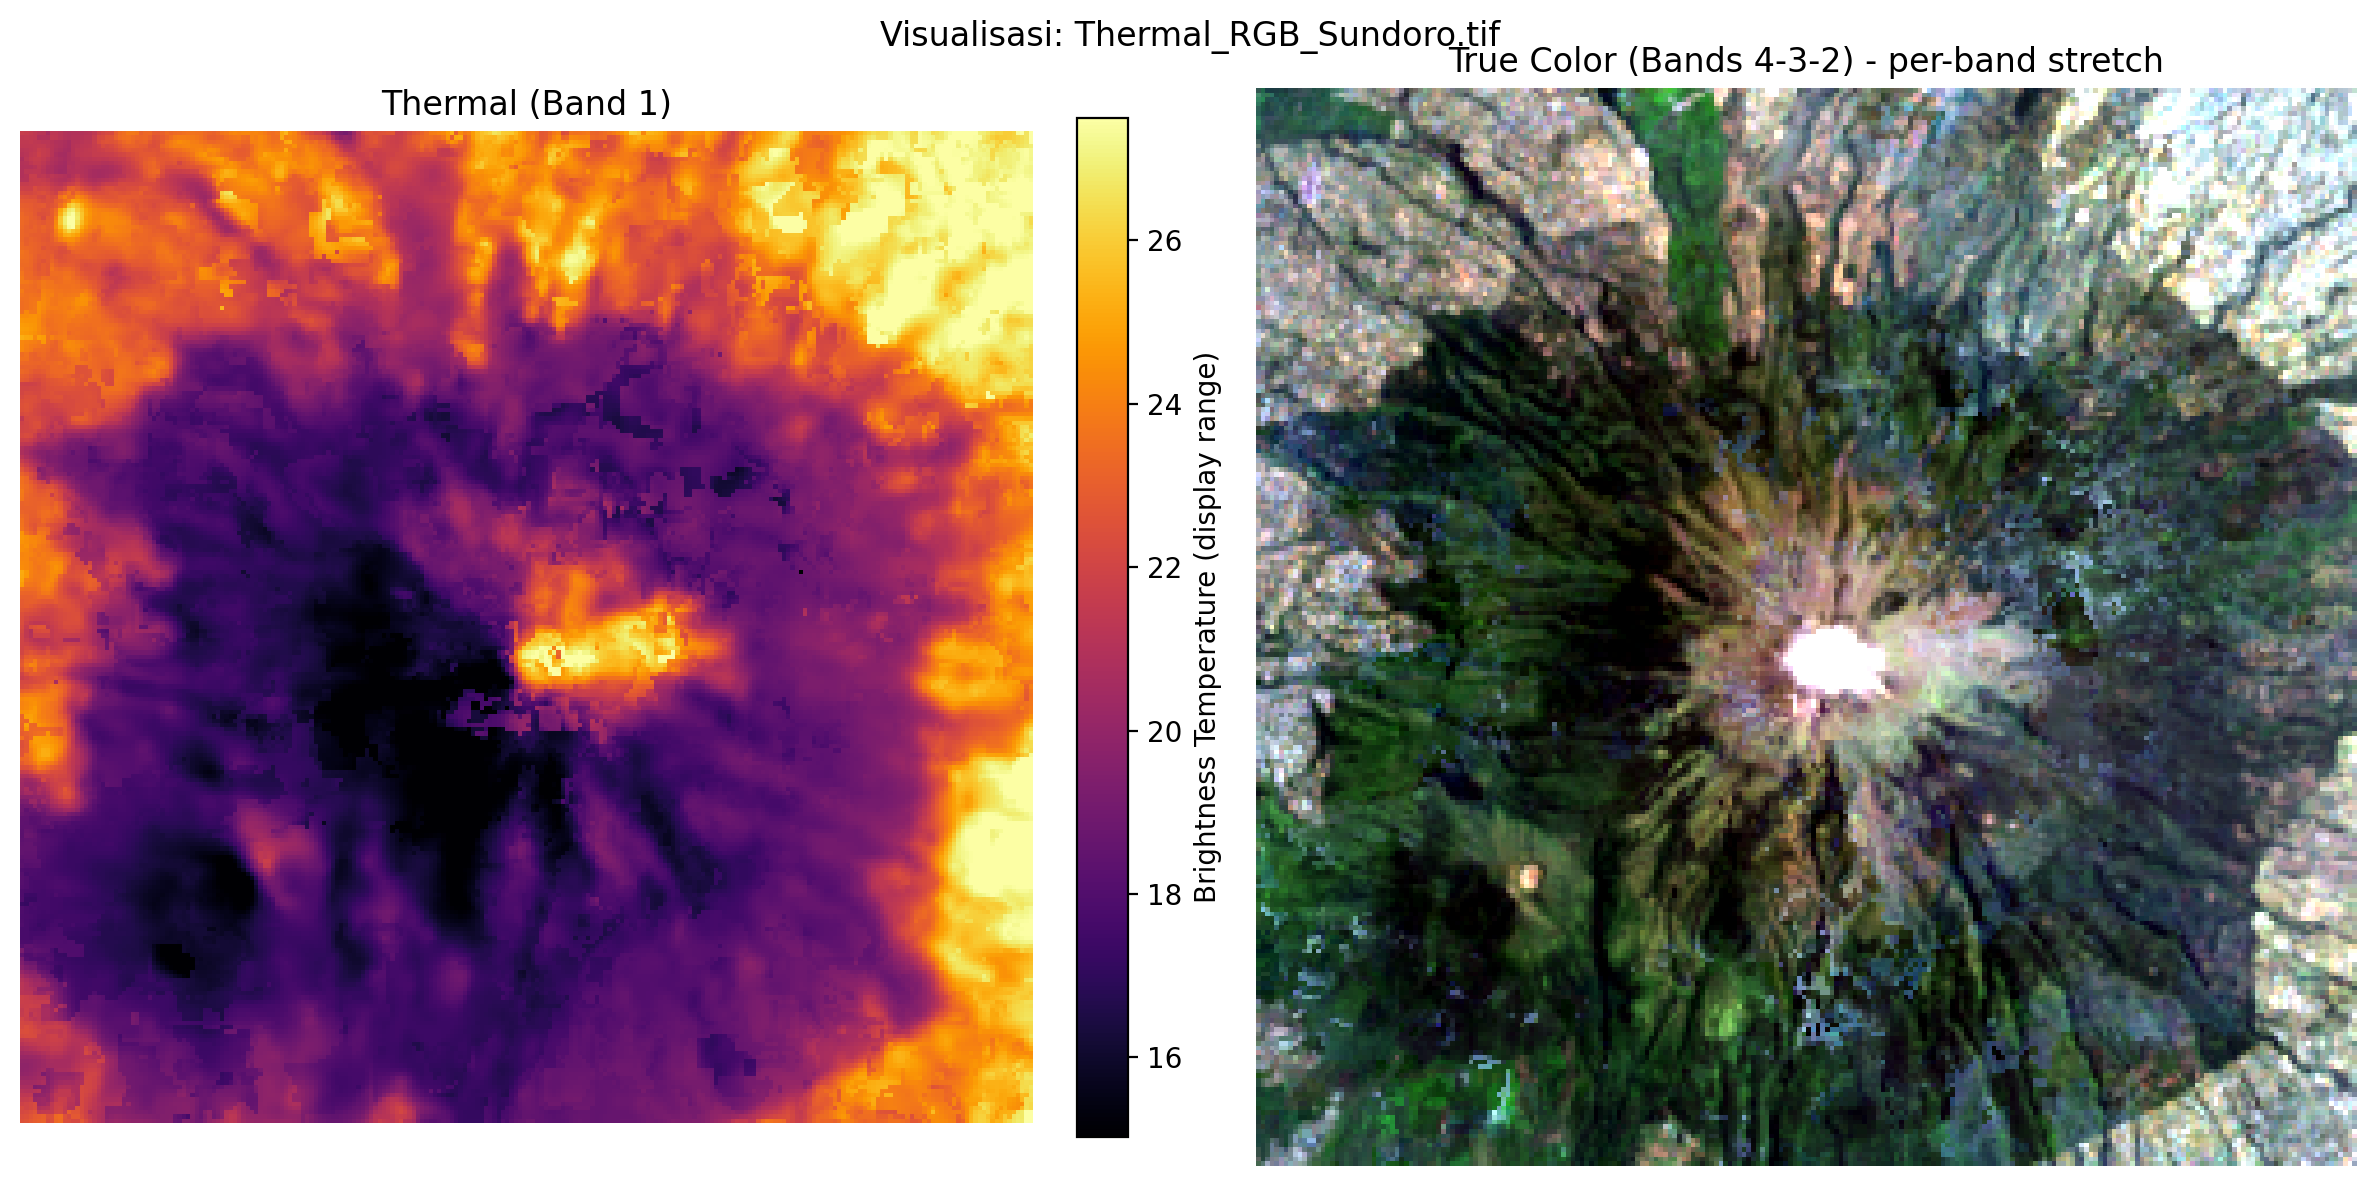 Visualisasi: Thermal_RGB_Sundoro.tif
Thermal (Band 1)
26
24
22
20
18
16
Brightness Temperature (display range)
True Color (Bands 4-3-2) - per-band stretch